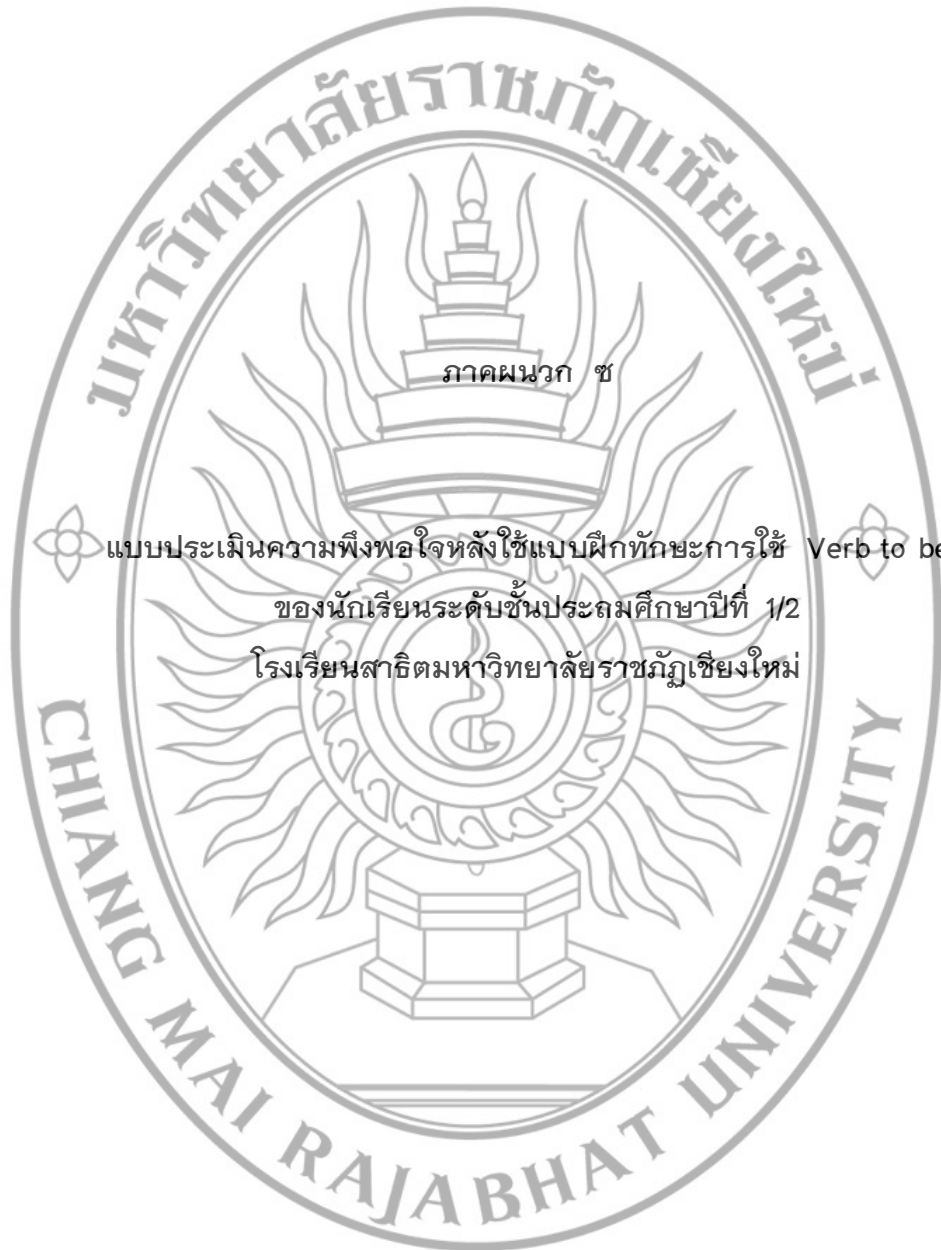 มหาวิทยาลัยราชภัฏเชียงใหม่
ภาคผนวก ซ
แบบประเมินความพึงพอใจหลังใช้แบบฝึกทักษะการใช้ Verb to be
ของนักเรียนระดับชั้นประถมศึกษาปีที่ 1/2
โรงเรียนสาธิตมหาวิทยาลัยราชภัฏเชียงใหม่
CHIANG MAI RAJABHAT UNIVERSITY